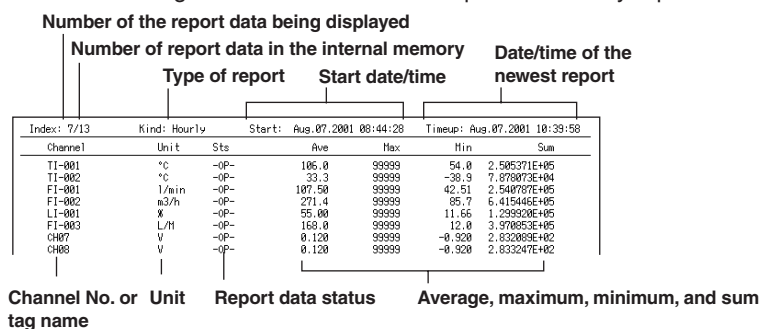 Number of the report data being displayed
Number of report data in the internal memory
Type of report Start date/time Date/time of the newest report
Index: 7/13 Kind: Hourly Start: Aug.07.2001 08:44:28 Timeup: Aug.07.2001 10:39:58
Channel Unit Sts Ave Max Min Sum
TI-001 °C -OP- 106.0 99999 54.0 2.505371E+05
TI-002 °C -OP- 33.3 99999 -38.9 7.878073E+04
FI-001 l/min -OP- 107.50 99999 42.51 2.540787E+05
FI-002 m3/h -OP- 271.4 99999 85.7 6.415446E+05
LI-001 % -OP- 55.00 99999 11.66 1.299920E+05
FI-003 L/M -OP- 168.0 99999 12.0 3.970853E+05
CH07 V -OP- 0.120 99999 -0.920 2.832089E+02
CH08 V -OP- 0.120 99999 -0.920 2.833247E+02
Channel No. or tag name Unit Report data status Average, maximum, minimum, and sum